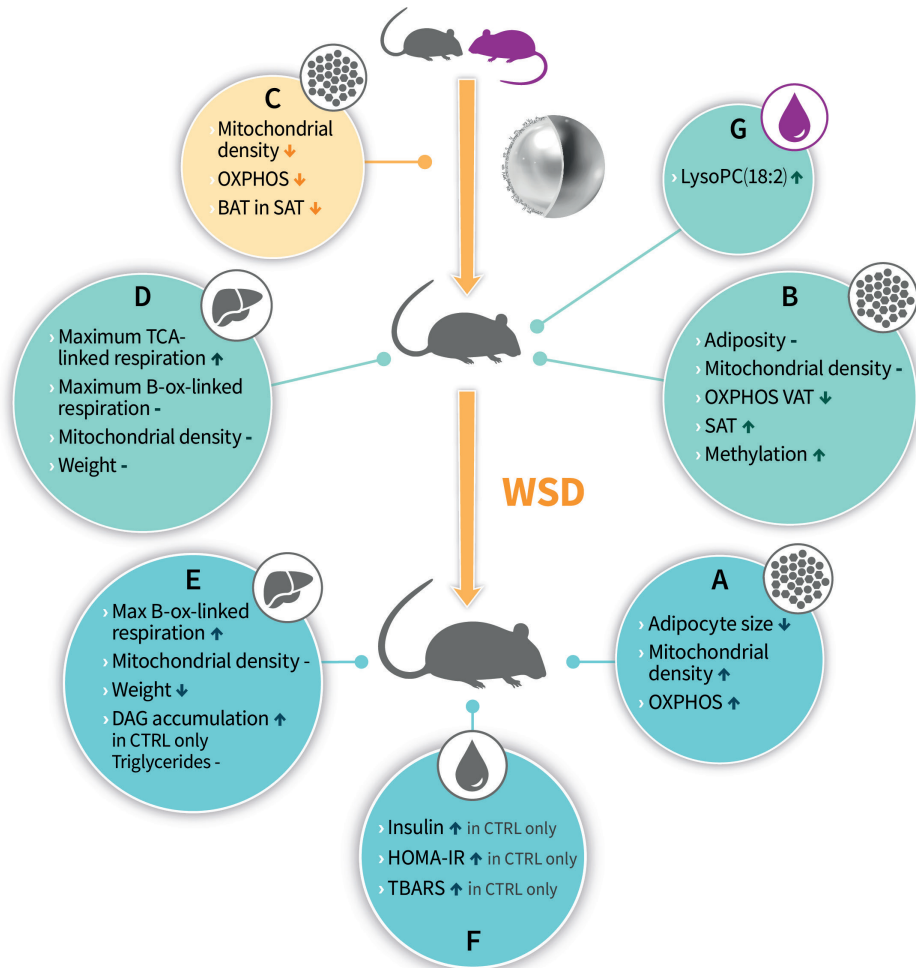 C
› Mitochondrial
density ↓
› OXPHOS ↓
› BAT in SAT ↓
G
› LysoPC(18:2) ↑
D
› Maximum TCA-
linked respiration ↑
› Maximum B-ox-linked
respiration -
› Mitochondrial density -
› Weight -
B
› Adiposity -
› Mitochondrial density -
› OXPHOS VAT ↓
› SAT ↑
› Methylation ↑
WSD
E
› Max B-ox-linked
respiration ↑
› Mitochondrial density -
› Weight ↓
› DAG accumulation ↑
in CTRL only
Triglycerides -
A
› Adipocyte size ↓
› Mitochondrial
density ↑
› OXPHOS ↑
› Insulin ↑ in CTRL only
› HOMA-IR ↑ in CTRL only
› TBARS ↑ in CTRL only
F